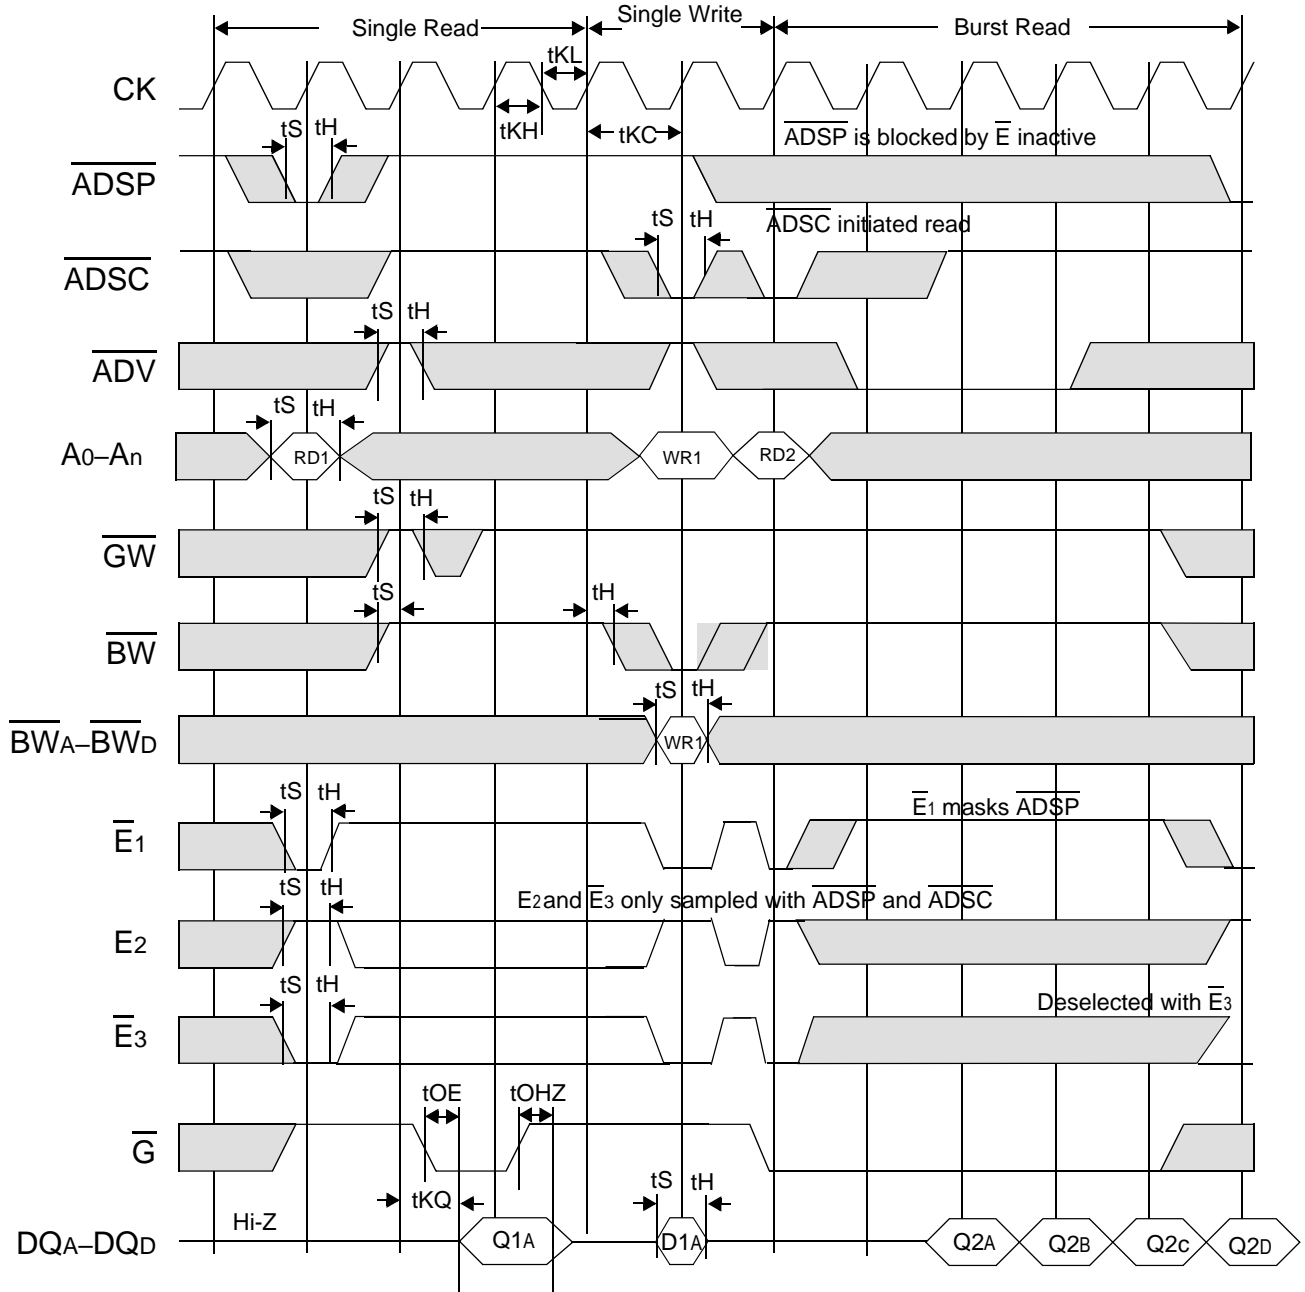 Single Read
Single Write
Burst Read
CK
tKL
tKH
tKC
ADSP is blocked by E inactive
ADSP
tS tH
ADSC
tS tH
ADSC initiated read
ADV
tS tH
A0–An
tS tH
RD1
WR1
RD2
GW
tS tH
BW
tS
tH
BWA–BWD
tS tH
WR1
E1
tS tH
E1 masks ADSP
E2
tS tH
E2 and E3 only sampled with ADSP and ADSC
E3
tS tH
Deselected with E3
G
tOE
tOHZ
tKQ
tS tH
DQA–DQD
Hi-Z
Q1A
D1A
Q2A
Q2B
Q2c
Q2D